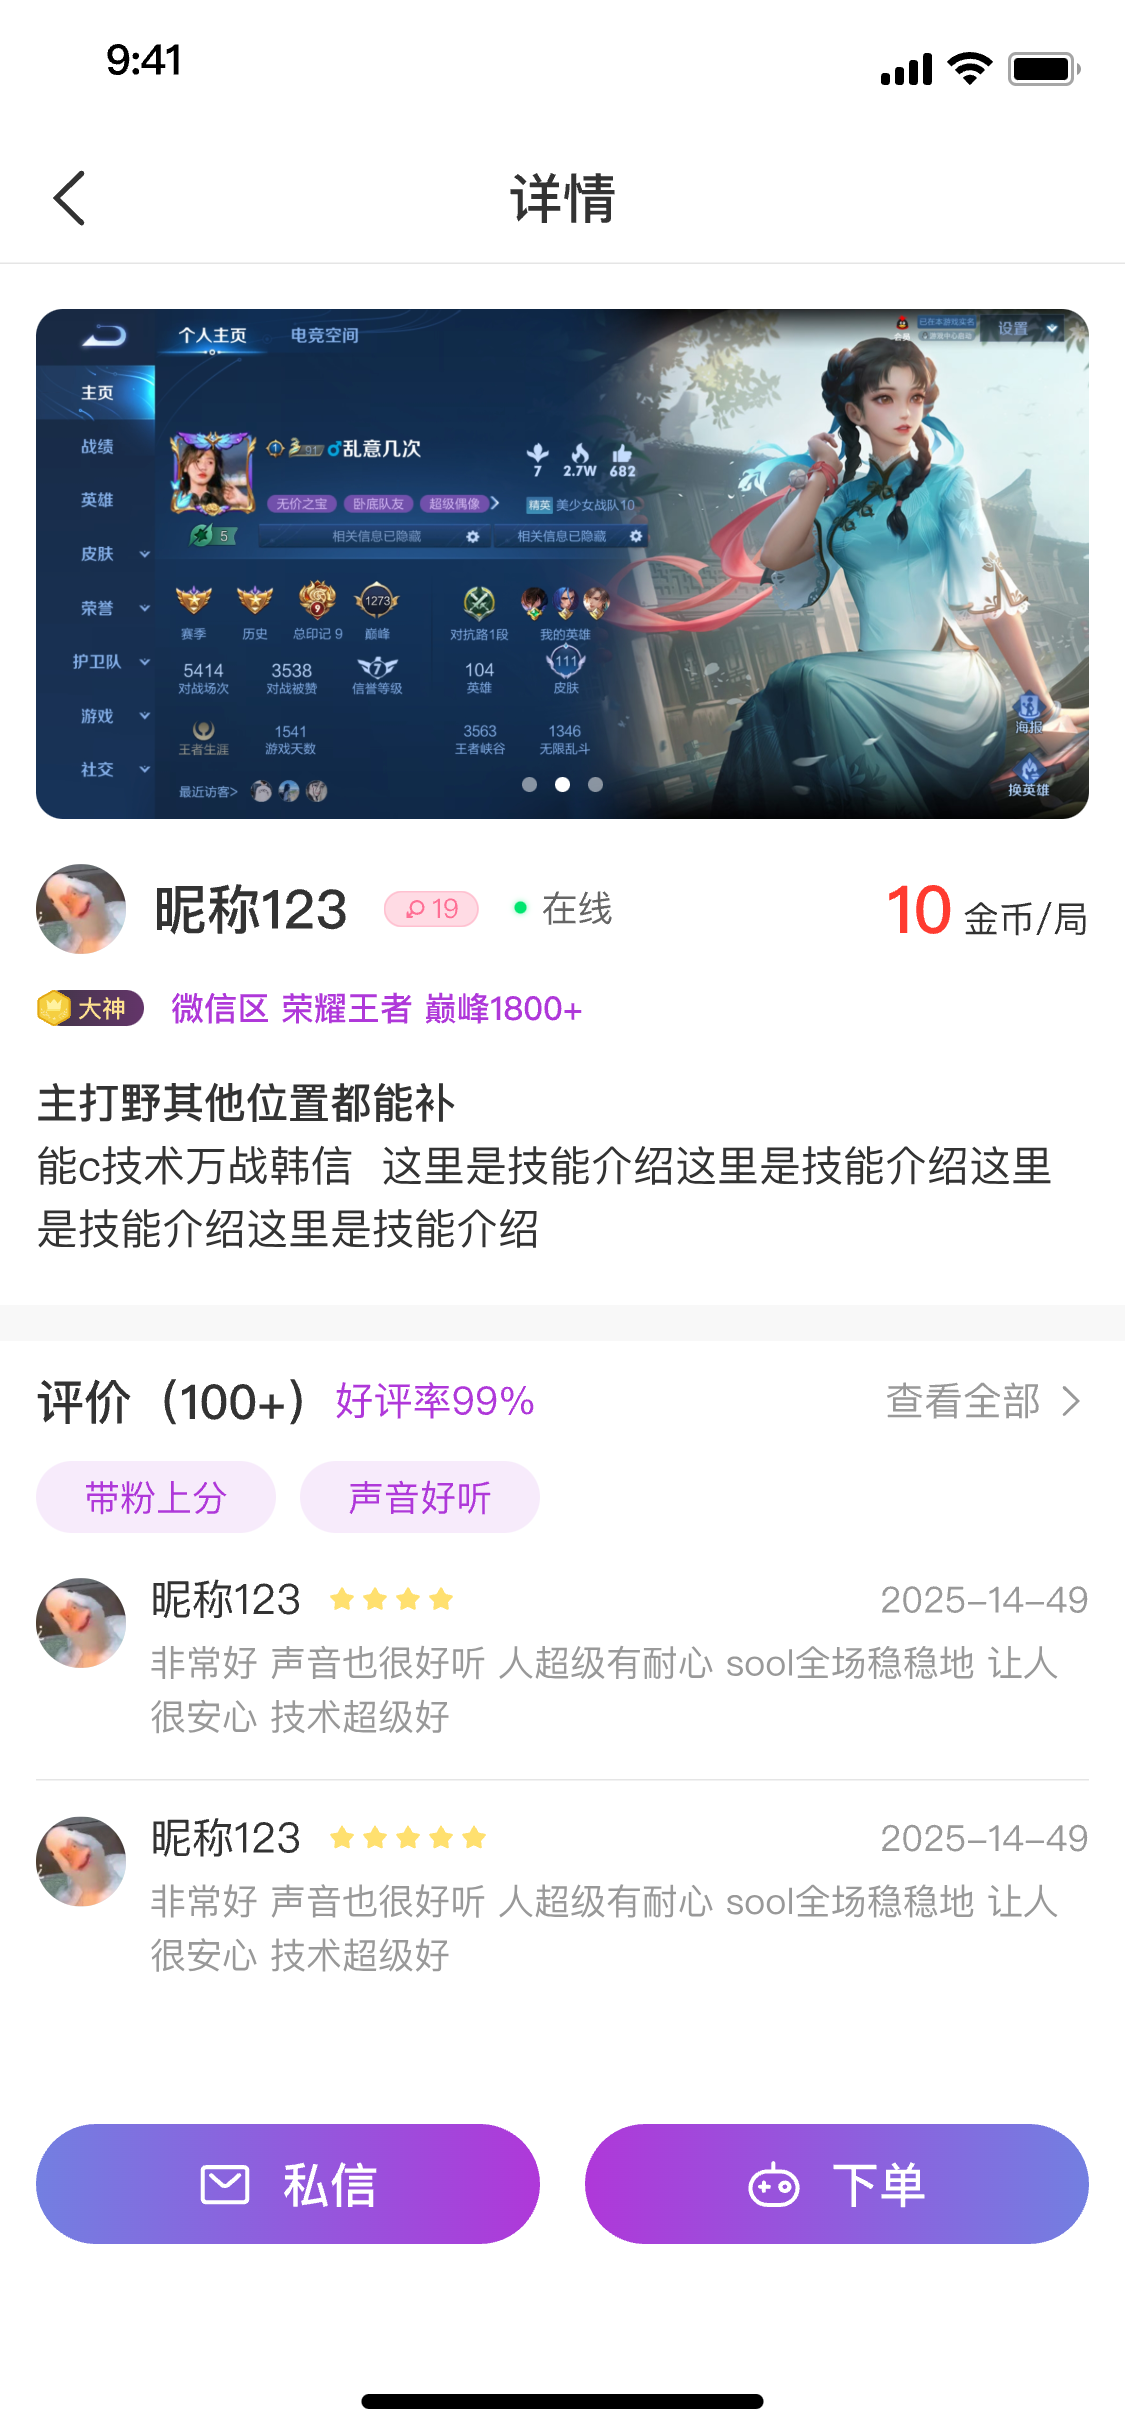 9:41
详情
个人主页 电竞空间
设置
主页
战绩
英雄
皮肤
荣誉
护卫队
游戏
社交
91 乱意几次
7 2.7W 682
无价之宝 卧底队友 超级偶像
精英 美少女战队10
5
相关信息已隐藏 相关信息已隐藏
9 1273
赛季 历史 总印记 9 巅峰 对抗路1段 我的英雄
5414 3538 7 104 111
对战场次 对战被赞 信誉等级 英雄 皮肤
1541 3563 1346
王者生涯 游戏天数 王者峡谷 无限乱斗
最近访客>
海报
换英雄
昵称123 19 在线 10 金币/局
大神 微信区 荣耀王者 巅峰1800+
主打野其他位置都能补
能c技术万战韩信 这里是技能介绍这里是技能介绍这里
是技能介绍这里是技能介绍
评价（100+） 好评率99% 查看全部
带粉上分 声音好听
昵称123 2025-14-49
非常好 声音也很好听 人超级有耐心 sool全场稳稳地 让人
很安心 技术超级好
昵称123 2025-14-49
非常好 声音也很好听 人超级有耐心 sool全场稳稳地 让人
很安心 技术超级好
私信 下单